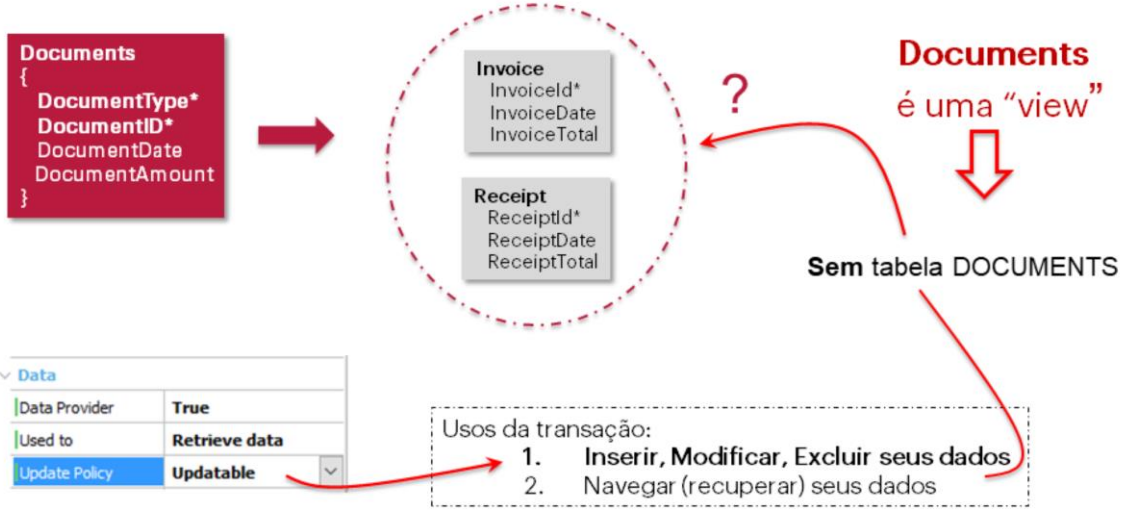 Documents
{
DocumentType*
DocumentID*
DocumentDate
DocumentAmount
}
Invoice
InvoiceId*
InvoiceDate
InvoiceTotal
Receipt
ReceiptId*
ReceiptDate
ReceiptTotal
?
Documents
é uma “view”
Sem tabela DOCUMENTS
Data
Data Provider True
Used to Retrieve data
Update Policy Updatable
Usos da transação:
1. Inserir, Modificar, Excluir seus dados
2. Navegar (recuperar) seus dados